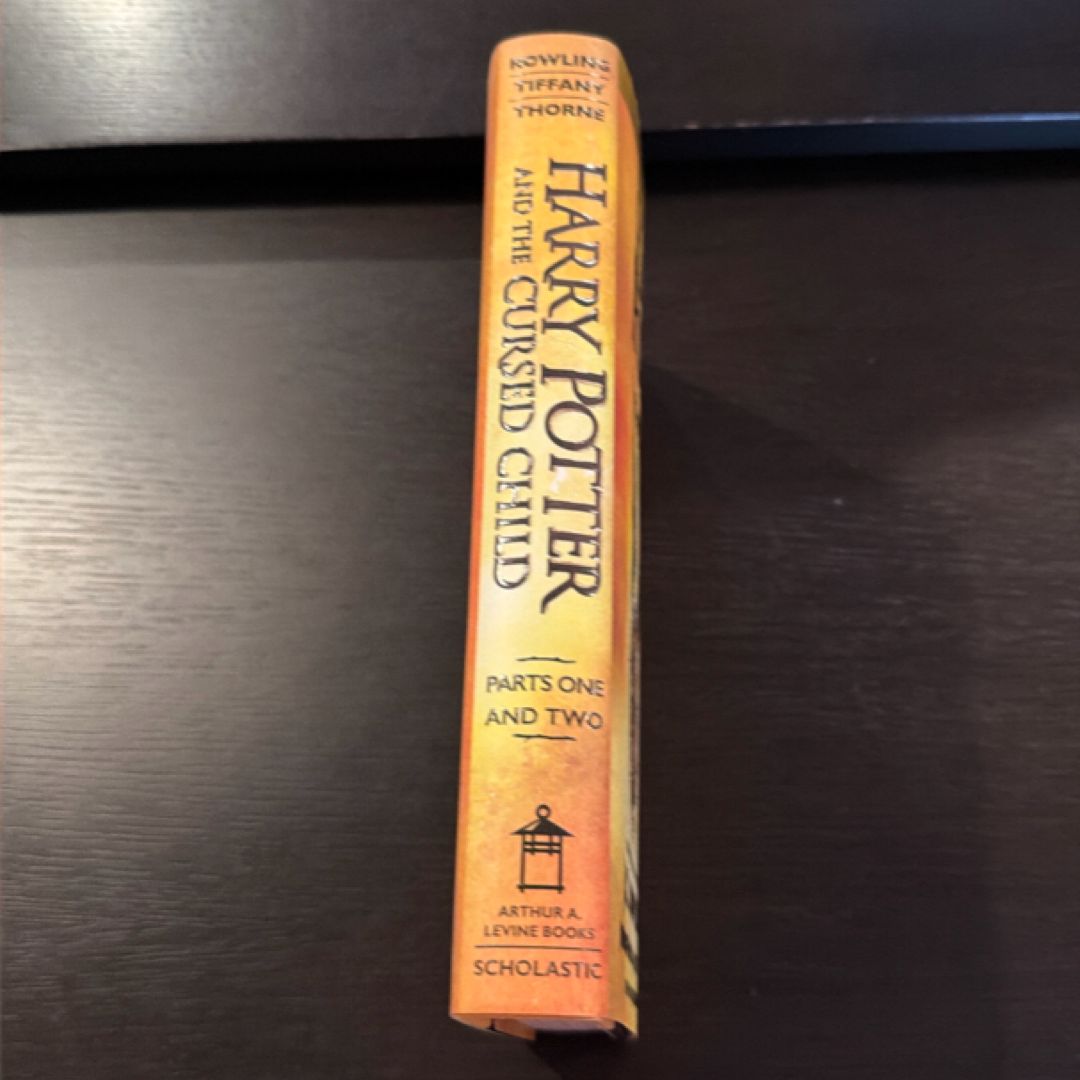 ROWLING
TIFFANY
THORNE
HARRY POTTER
AND THE CURSED CHILD
PARTS ONE
AND TWO
ARTHUR A.
LEVINE BOOKS
SCHOLASTIC